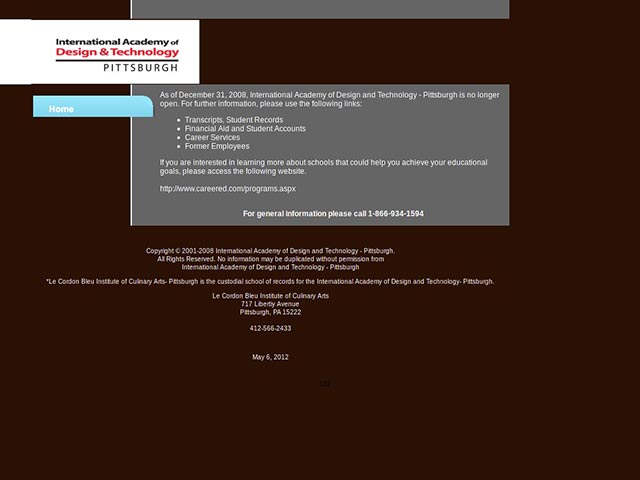 International Academy of
Design & Technology
PITTSBURGH
Home
As of December 31, 2008, International Academy of Design and Technology - Pittsburgh is no longer
open. For further information, please use the following links:
Transcripts, Student Records
Financial Aid and Student Accounts
Career Services
Former Employees
If you are interested in learning more about schools that could help you achieve your educational
goals, please access the following website.
http://www.careered.com/programs.aspx
For general information please call 1-866-934-1594
Copyright © 2001-2008 International Academy of Design and Technology - Pittsburgh.
All Rights Reserved. No information may be duplicated without permission from
International Academy of Design and Technology - Pittsburgh
*Le Cordon Bleu Institute of Culinary Arts- Pittsburgh is the custodial school of records for the International Academy of Design and Technology- Pittsburgh.
Le Cordon Bleu Institute of Culinary Arts
717 Libertiy Avenue
Pittsburgh, PA 15222
412-566-2433
May 6, 2012